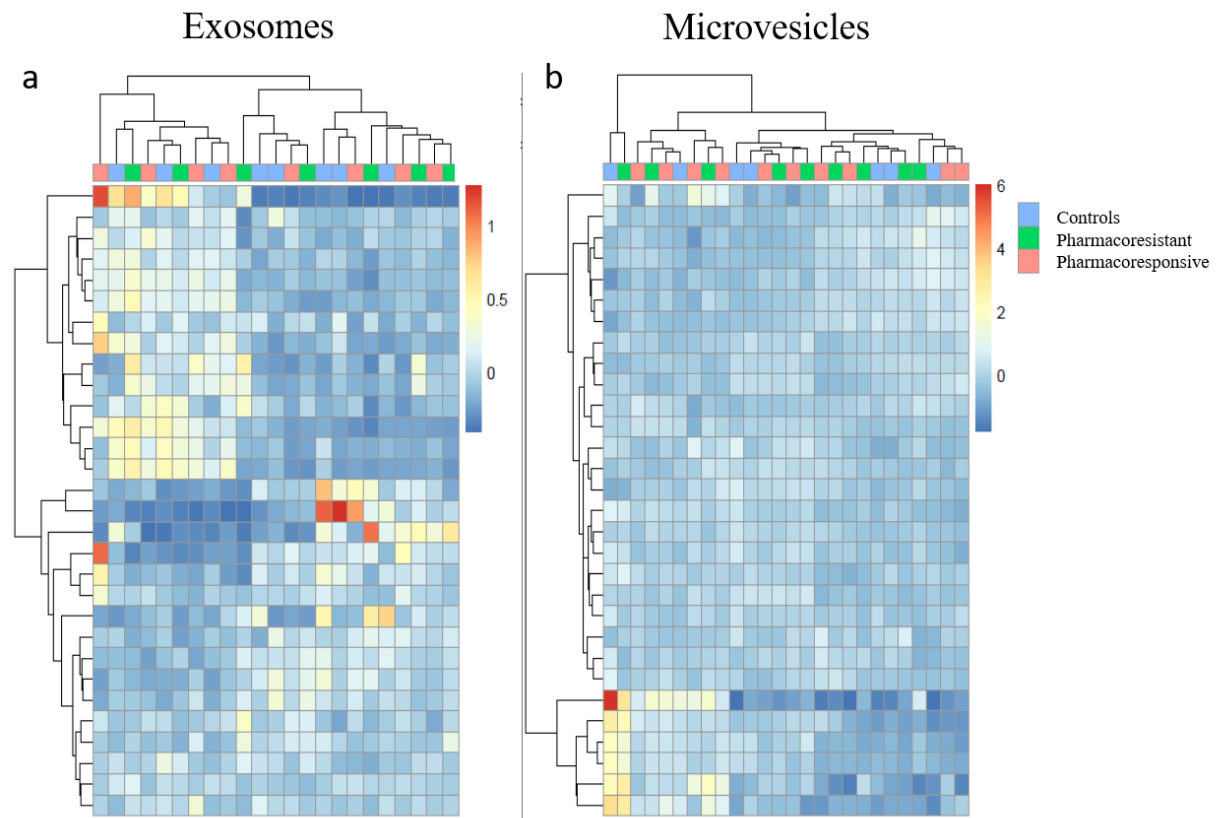 Exosomes
Microvesicles
a
b
1
0.5
0
6
4
2
0
Controls
Pharmacoresistant
Pharmacoresponsive